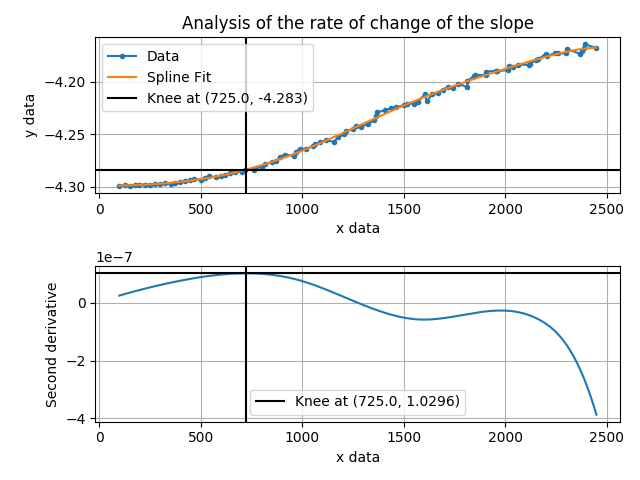 Analysis of the rate of change of the slope
Data
Spline Fit
Knee at (725.0, -4.283)
y data
−4.20
−4.25
−4.30
0 500 1000 1500 2000 2500
x data
1e−7
Second derivative
0
−2
−4
Knee at (725.0, 1.0296)
0 500 1000 1500 2000 2500
x data